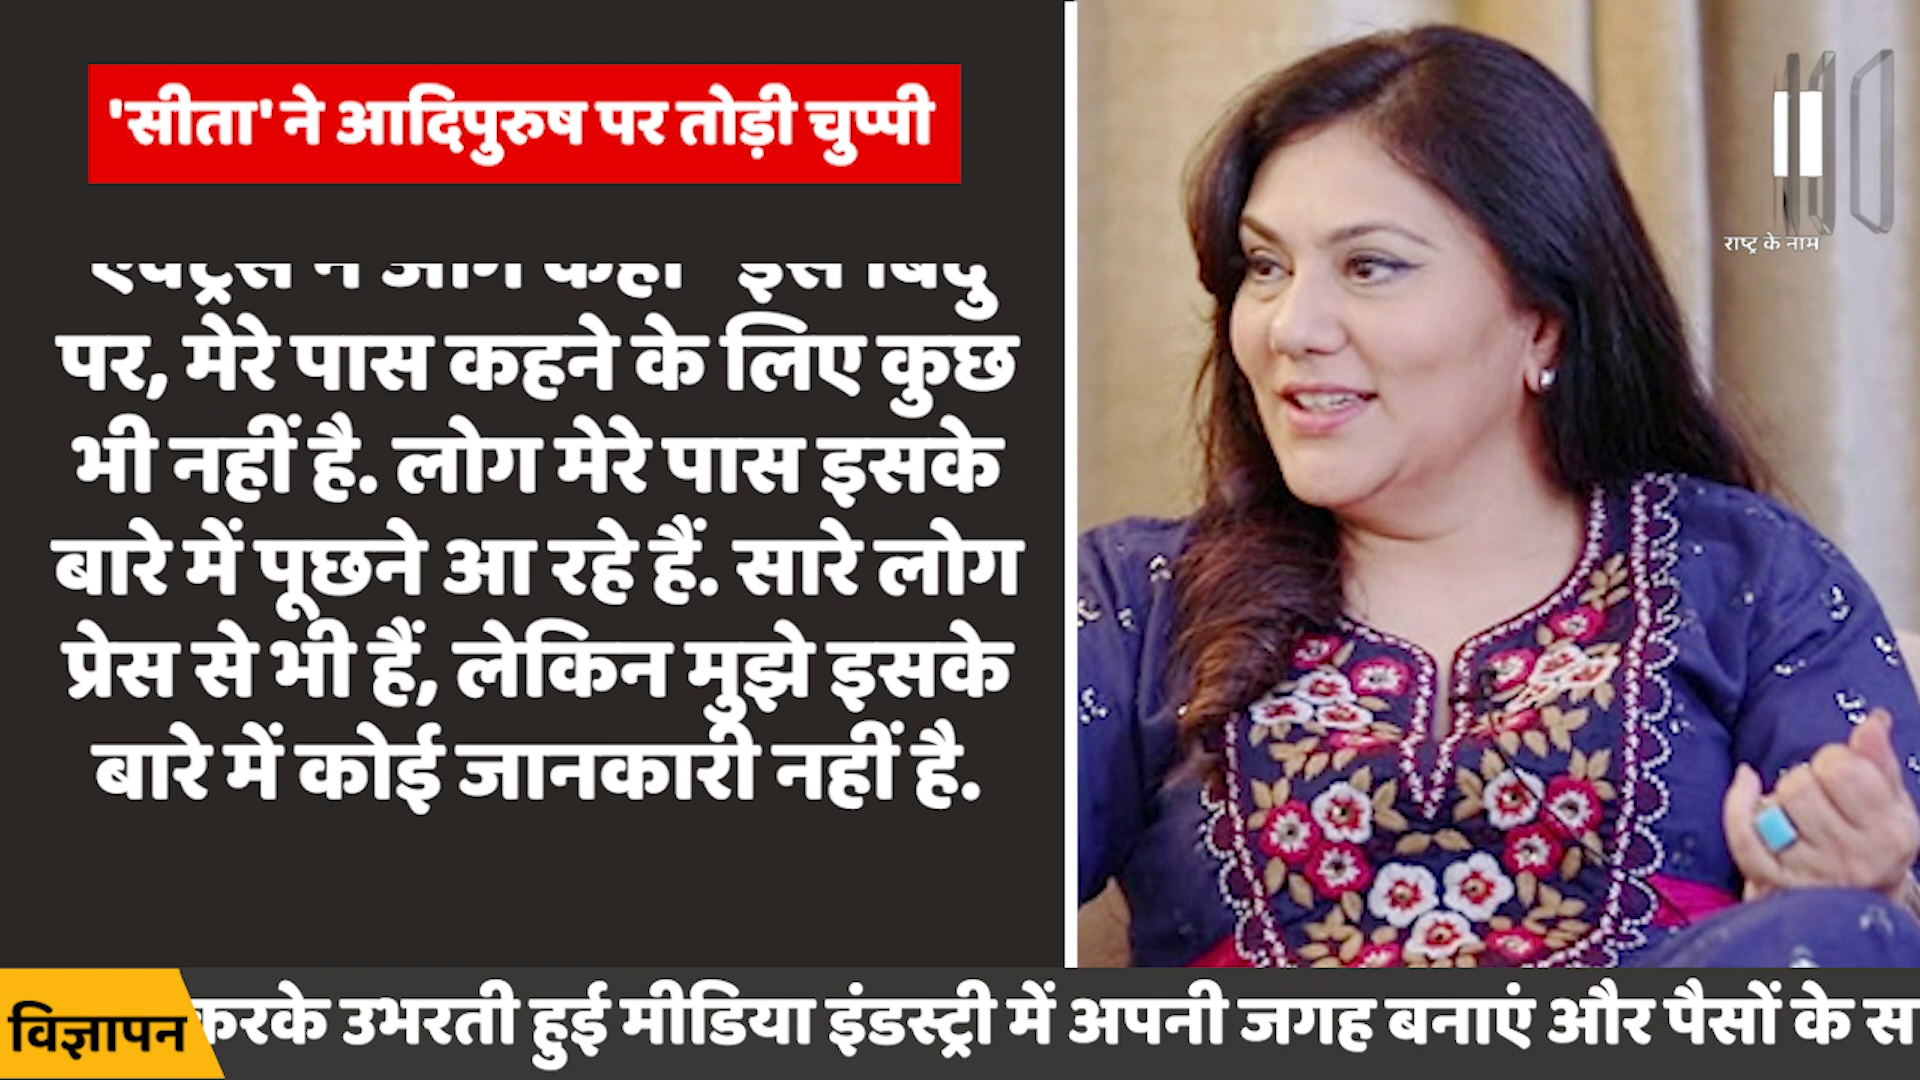 'सीता' ने आदिपुरुष पर तोड़ी चुप्पी
राष्ट्र के नाम
पर, मेरे पास कहने के लिए कुछ
भी नहीं है. लोग मेरे पास इसके
बारे में पूछने आ रहे हैं. सारे लोग
प्रेस से भी हैं, लेकिन मुझे इसके
बारे में कोई जानकारी नहीं है.
विज्ञापन
करके उभरती हुई मीडिया इंडस्ट्री में अपनी जगह बनाएं और पैसों के स